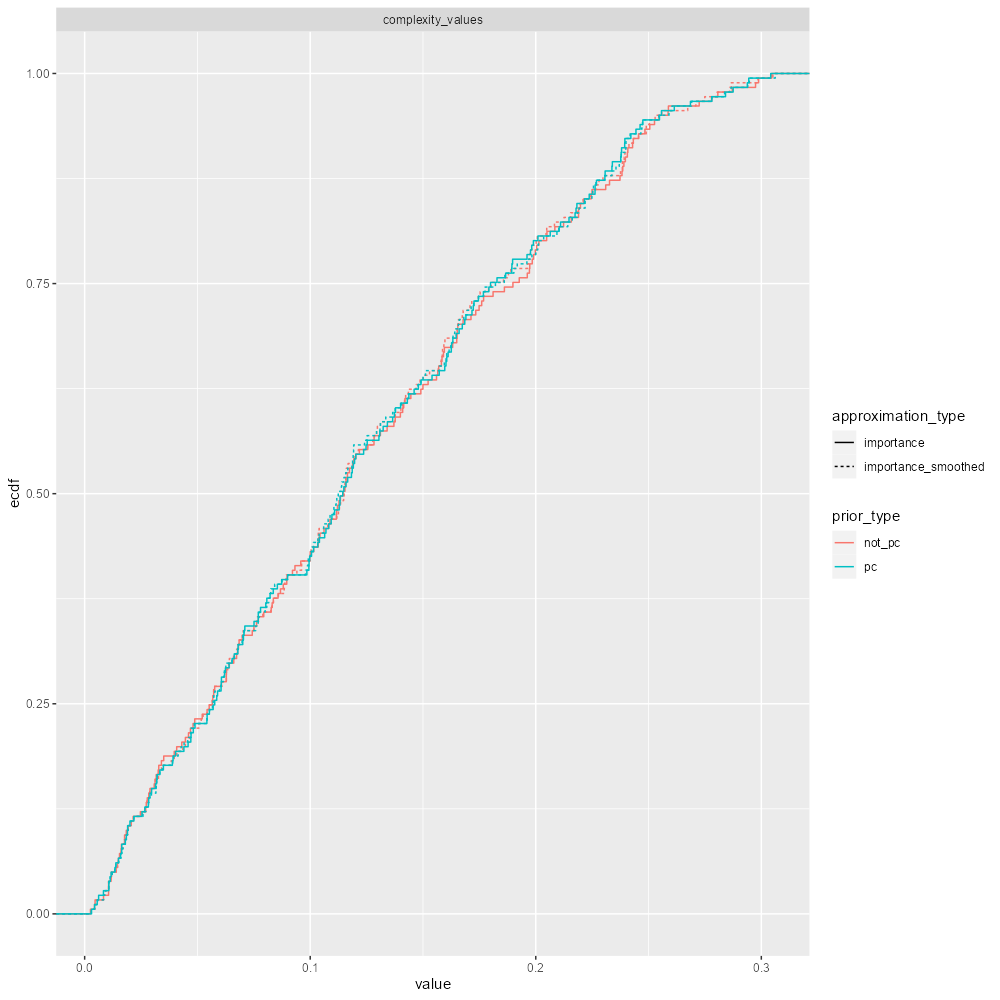 complexity_values
1.00
0.75
0.50
0.25
0.00
ecdf
0.0
0.1
0.2
0.3
value
approximation_type
importance
importance_smoothed
prior_type
not_pc
pc